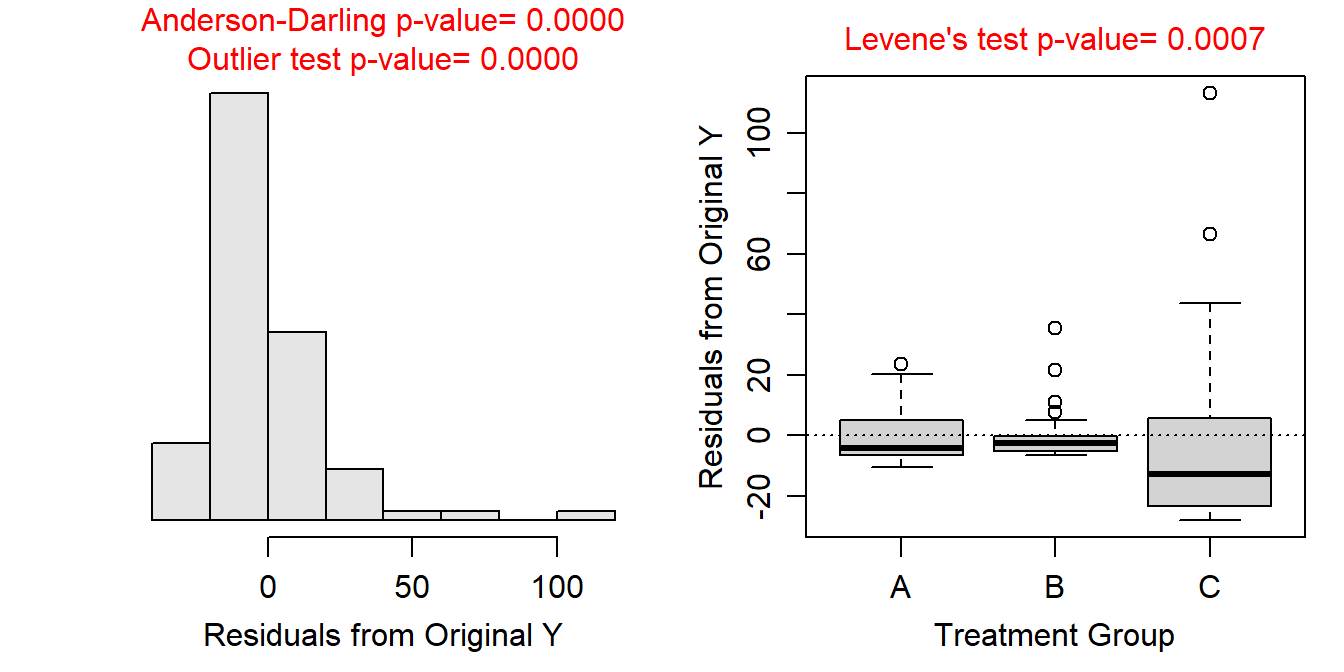 Anderson-Darling p-value= 0.0000
Outlier test p-value= 0.0000
0 50 100
Residuals from Original Y
Levene's test p-value= 0.0007
Residuals from Original Y
100
60
20
0
-20
A B C
Treatment Group